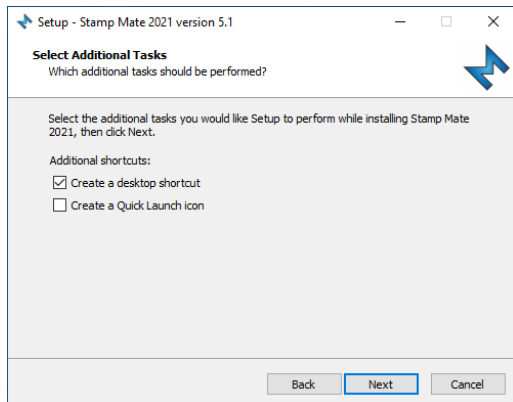 Setup - Stamp Mate 2021 version 5.1
Select Additional Tasks
Which additional tasks should be performed?
Select the additional tasks you would like Setup to perform while installing Stamp Mate
2021, then click Next.
Additional shortcuts:
Create a desktop shortcut
Create a Quick Launch icon
Back Next Cancel